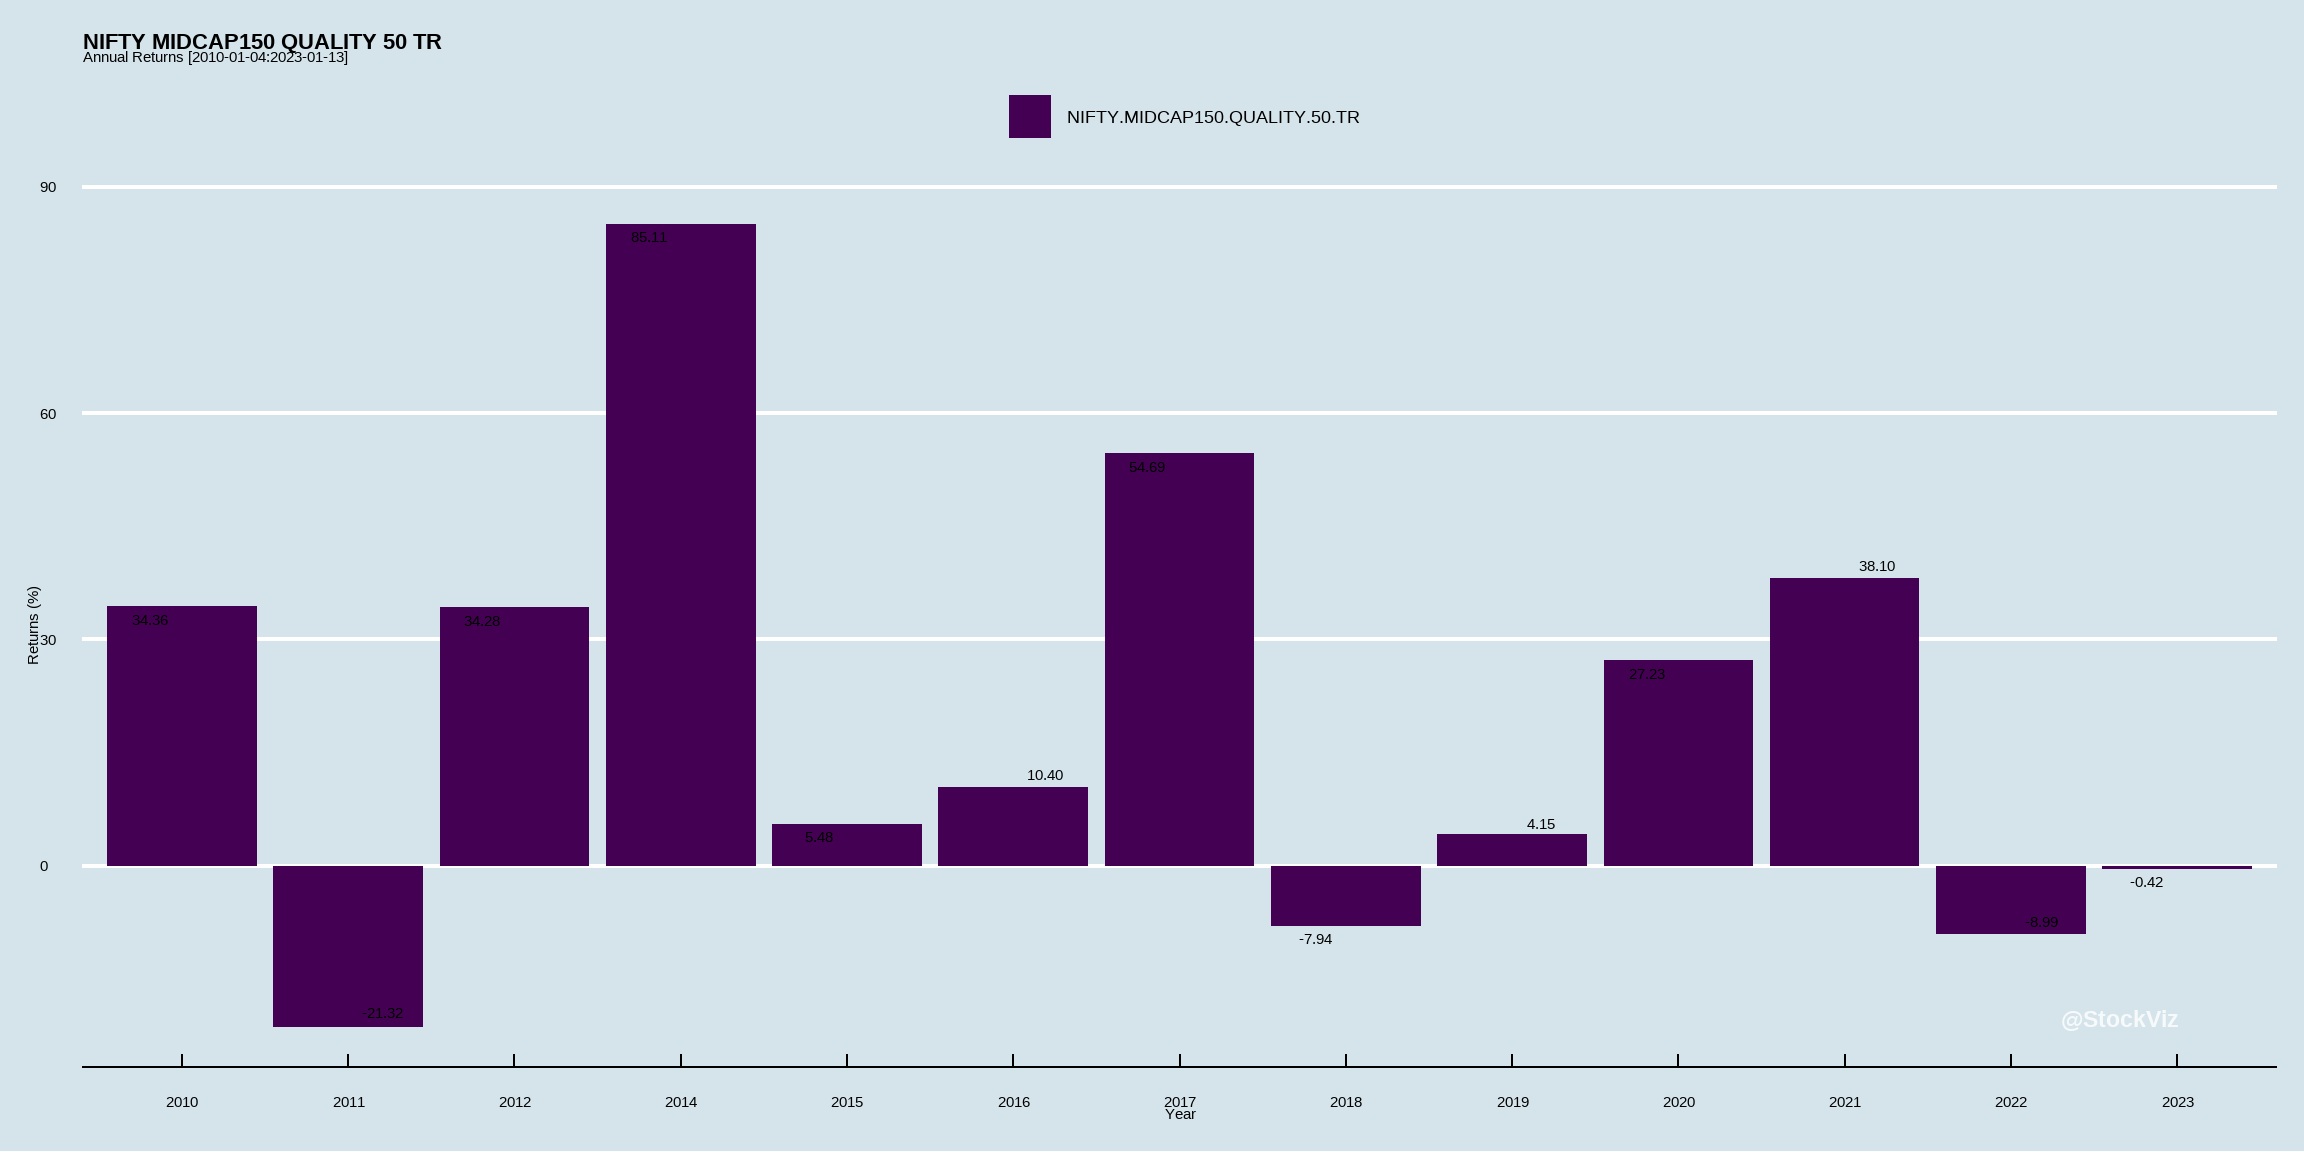 NIFTY MIDCAP150 QUALITY 50 TR
Annual Returns [2010-01-04:2023-01-13]
NIFTY.MIDCAP150.QUALITY.50.TR
90
60
30
0
Returns (%)
34.36
-21.32
34.28
85.11
5.48
10.40
54.69
-7.94
4.15
27.23
38.10
-8.99
-0.42
@StockViz
2010 2011 2012 2014 2015 2016 2017 2018 2019 2020 2021 2022 2023
Year